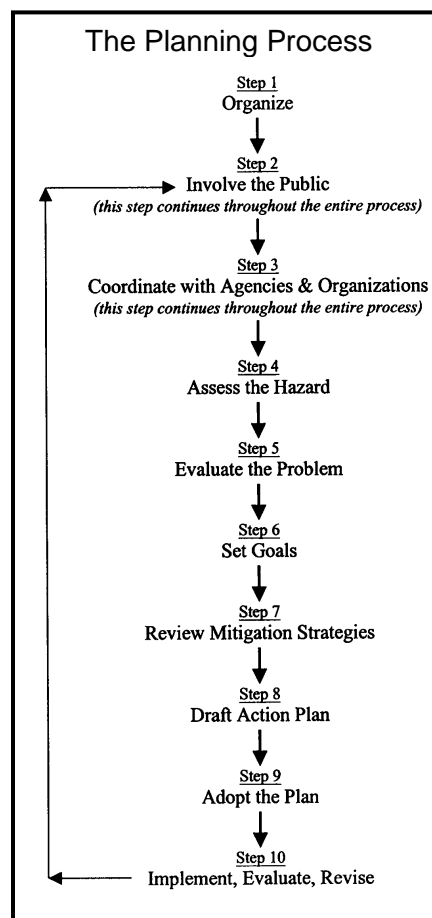 The Planning Process
Step 1
Organize
Step 2
Involve the Public
(this step continues throughout the entire process)
Step 3
Coordinate with Agencies & Organizations
(this step continues throughout the entire process)
Step 4
Assess the Hazard
Step 5
Evaluate the Problem
Step 6
Set Goals
Step 7
Review Mitigation Strategies
Step 8
Draft Action Plan
Step 9
Adopt the Plan
Step 10
Implement, Evaluate, Revise